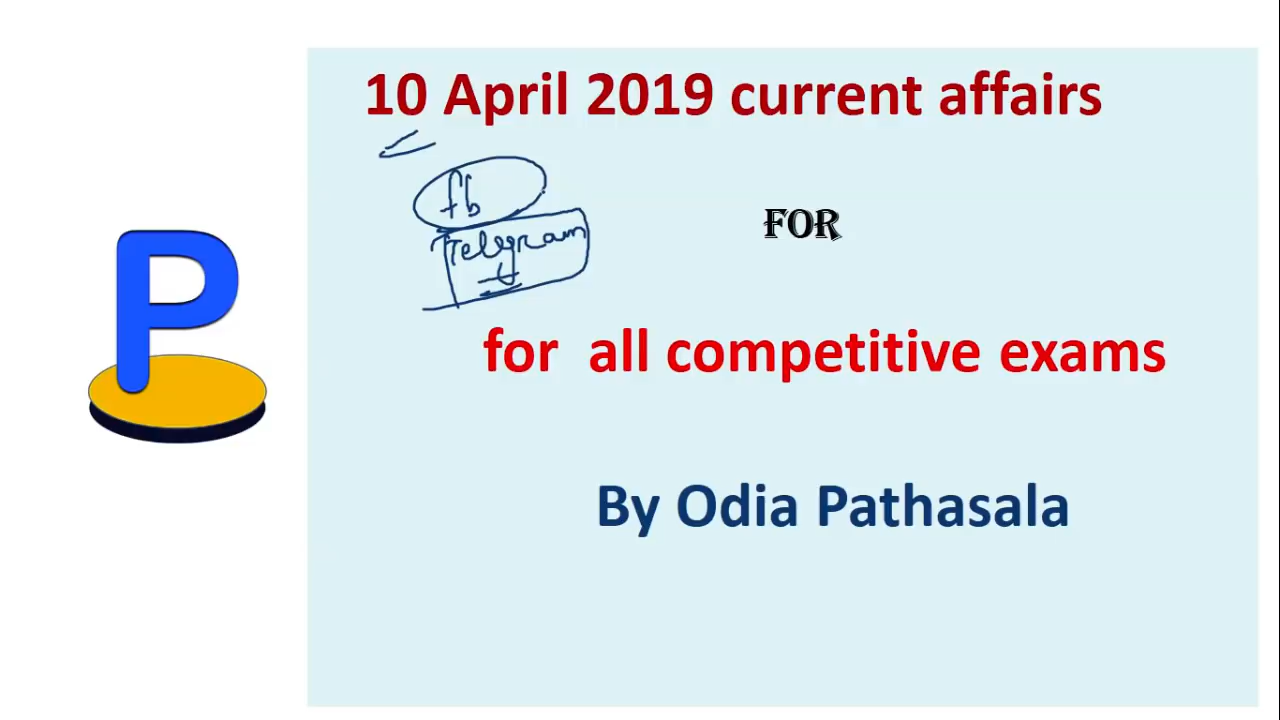 10 April 2019 current affairs
fb
FOR
Telegram
for all competitive exams
By Odia Pathasala
P